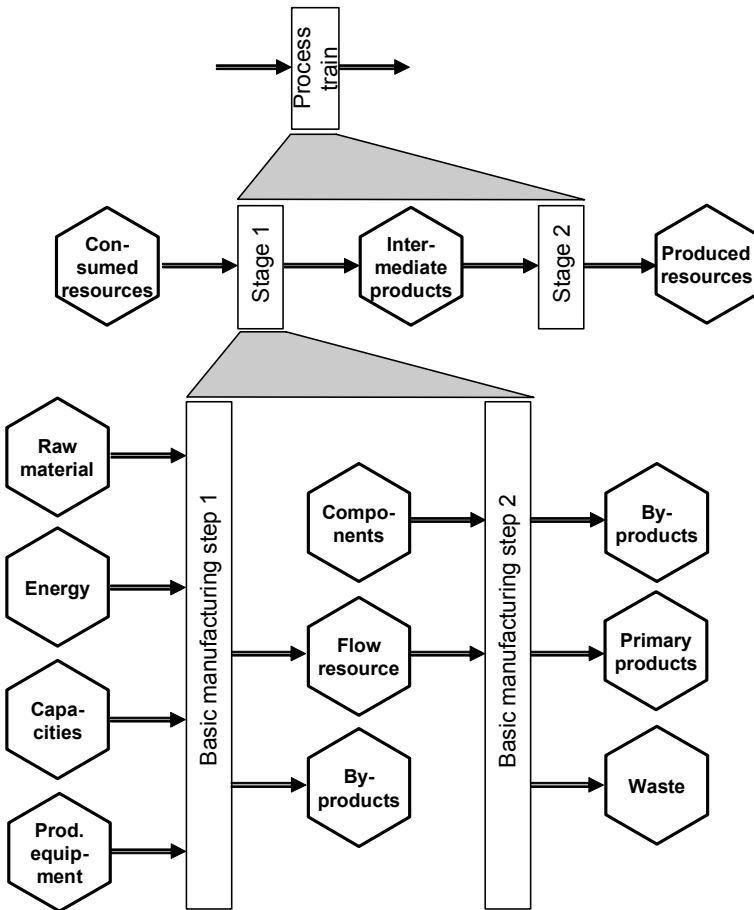 Process
train
Con-
sumed
resources
Stage 1
Inter-
mediate
products
Stage 2
Produced
resources
Raw
material
Energy
Capa-
cities
Prod.
equip-
ment
Basic manufacturing step 1
Compo-
nents
Flow
resource
By-
products
Basic manufacturing step 2
By-
products
Primary
products
Waste